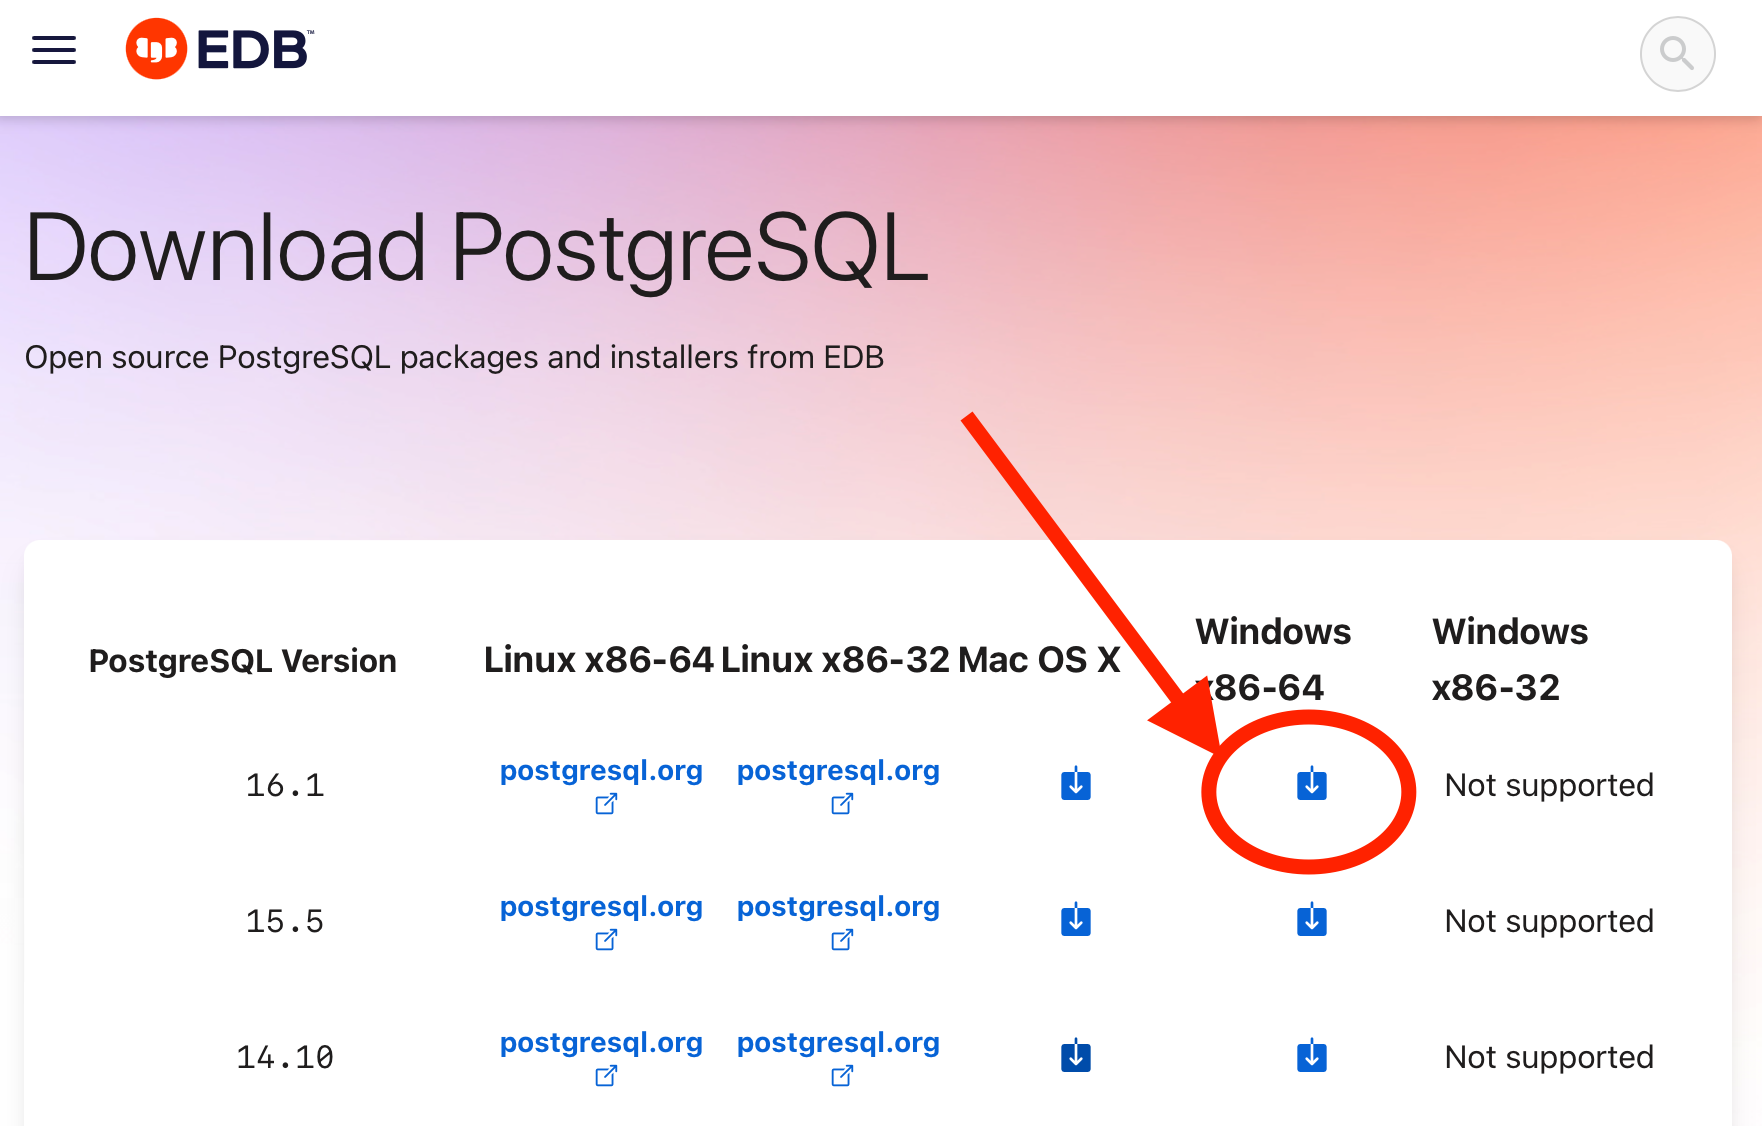 EDB™
Download PostgreSQL
Open source PostgreSQL packages and installers from EDB
PostgreSQL Version Linux x86-64 Linux x86-32 Mac OS X Windows x86-64 Windows x86-32
16.1 postgresql.org postgresql.org Not supported
15.5 postgresql.org postgresql.org Not supported
14.10 postgresql.org postgresql.org Not supported